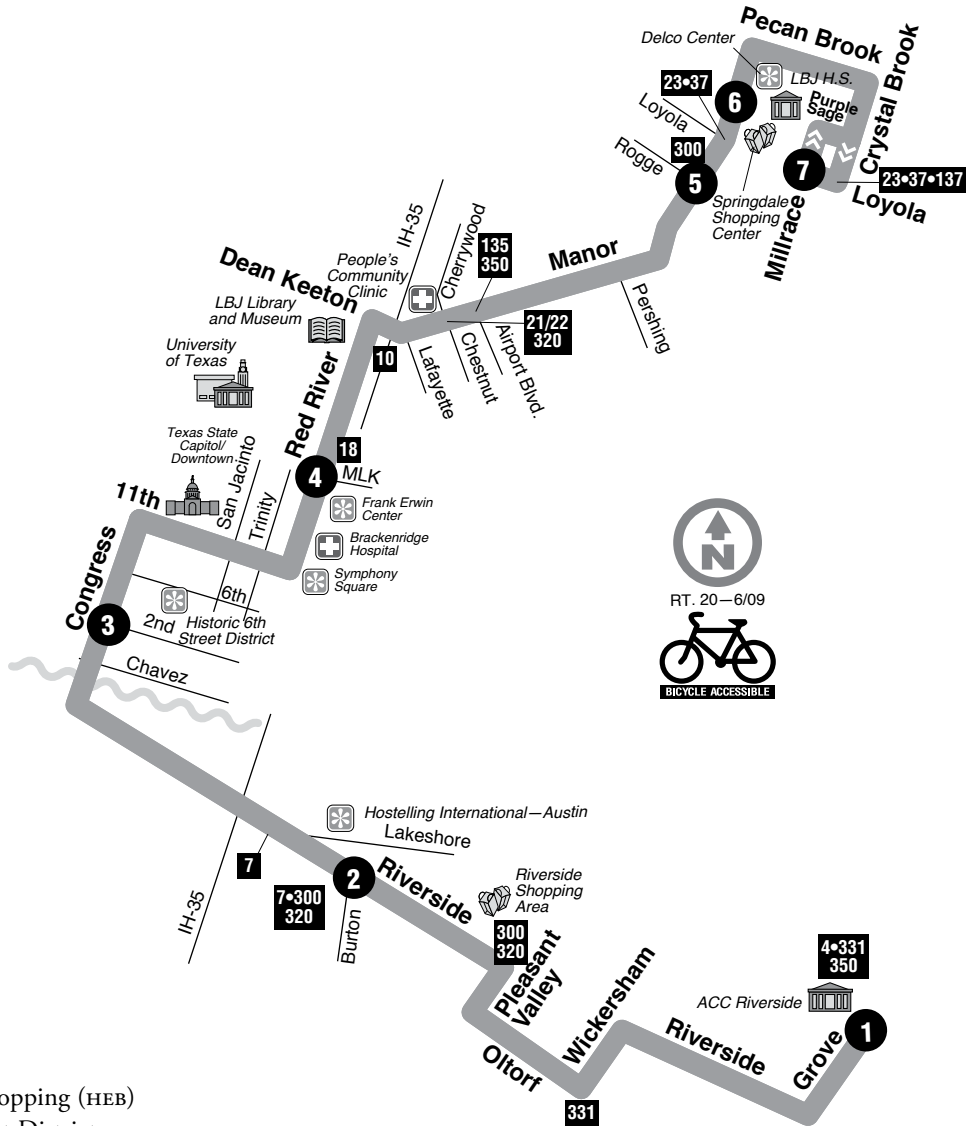 Pecan Brook
Delco Center
LBJ H.S.
Crystal Brook
23•37
6
Purple
Sage
Loyola
300
Rogge
5
7
23•37•137
Springdale
Shopping
Center
Loyola
Millrace
IH-35
Cherrywood
135
350
Manor
Dean Keeton
People's
Community
Clinic
LBJ Library
and Museum
21/22
320
Pershing
University
of Texas
10
Lafayette
Chestnut
Airport Blvd.
Red River
Texas State
Capitol/
Downtown
San Jacinto
Trinity
18
4
MLK
11th
Frank Erwin
Center
Brackenridge
Hospital
Symphony
Square
N
RT. 20—6/09
BICYCLE ACCESSIBLE
Congress
6th
3
2nd
Historic 6th
Street District
Chavez
Hostelling International—Austin
Lakeshore
7
2
Riverside
7•300
320
Burton
IH-35
Riverside
Shopping
Area
300
320
Pleasant
Valley
Wickersham
4•331
350
ACC Riverside
1
Riverside
Grove
Oltorf
331
opping (HEB)